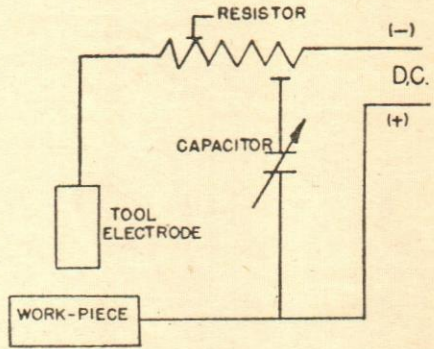 RESISTOR
(-)
D.C.
(+)
CAPACITOR
TOOL
ELECTRODE
WORK-PIECE